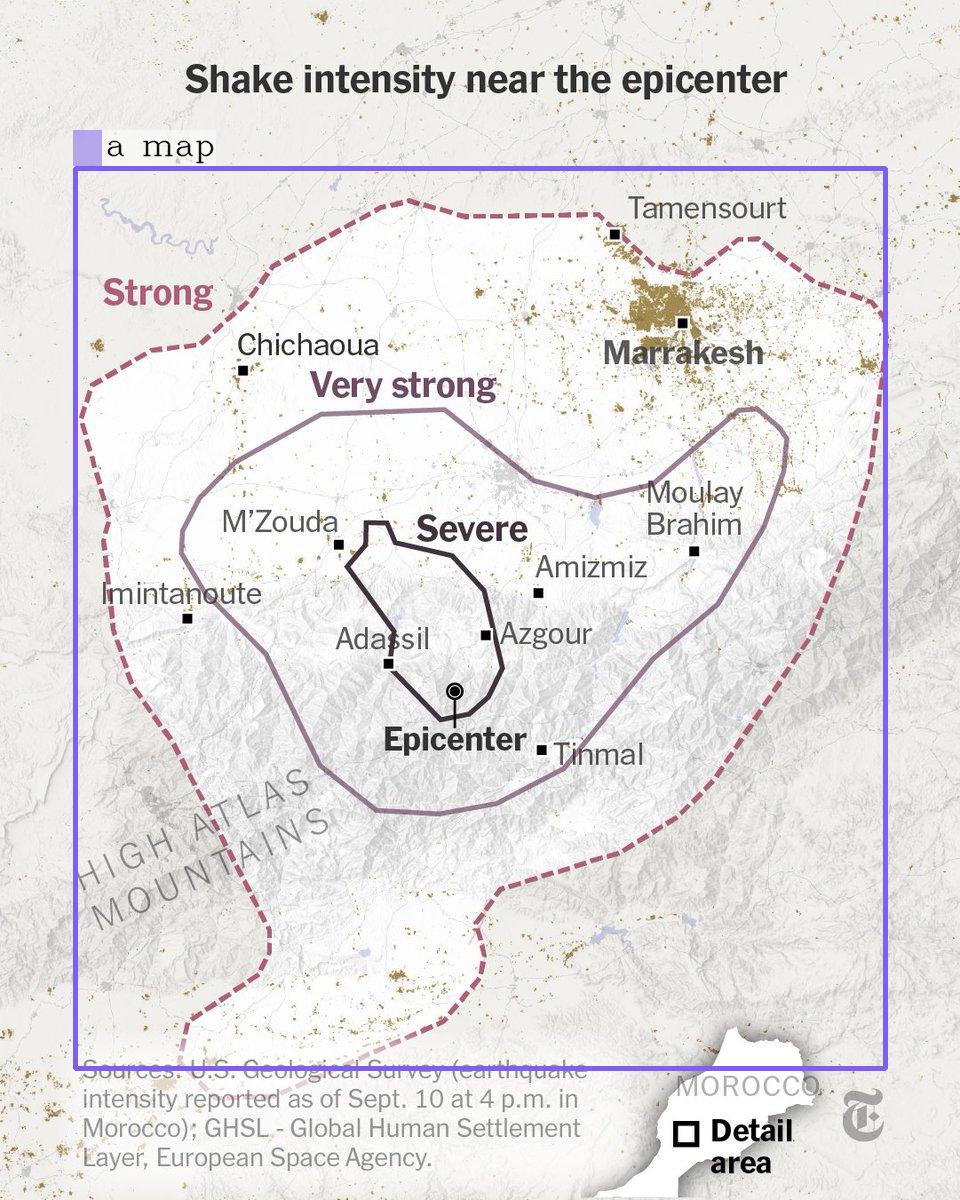 Shake intensity near the epicenter
a map
Tamensourt
Strong
Chichaoua
Marrakesh
Very strong
Moulay
Brahim
M'Zouda
Severe
Amizmiz
Imintanoute
Adassil
Azgour
Epicenter
Tinmal
HIGH ATLAS
MOUNTAINS
Sources: U.S. Geological Survey (earthquake
intensity reported as of Sept. 10 at 4 p.m. in
Morocco); GHSL - Global Human Settlement
Layer, European Space Agency.
MOROCCO
Detail
area
T